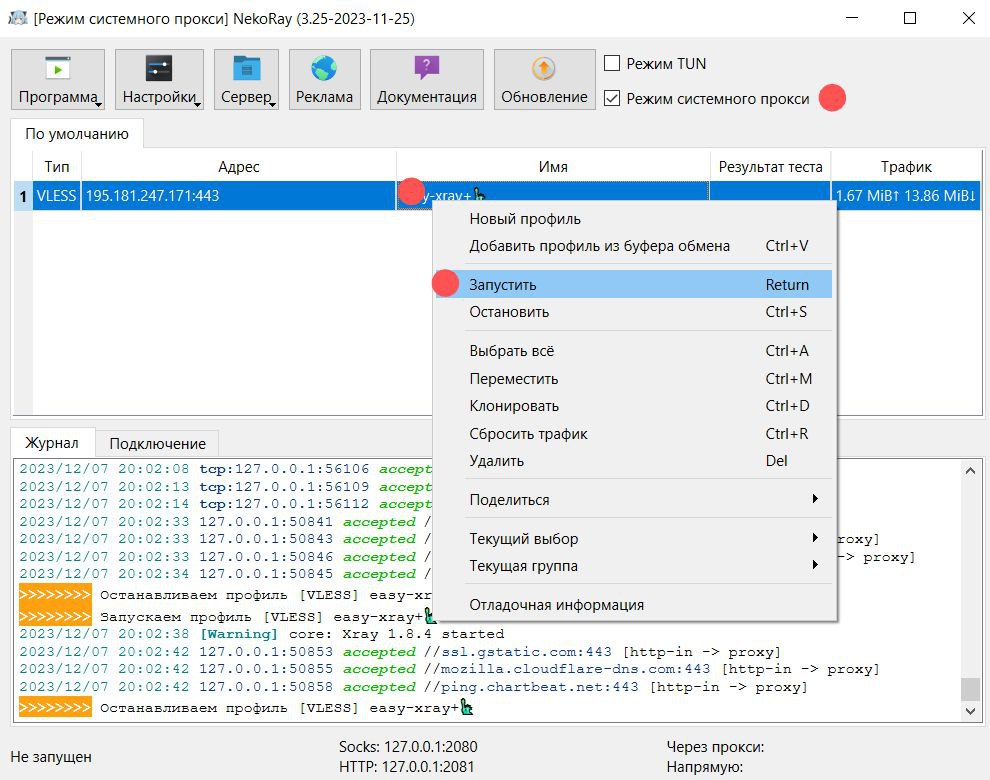 [Режим системного прокси] NekoRay (3.25-2023-11-25)
Программа Настройки Сервер Реклама Документация Обновление
Режим TUN
Режим системного прокси
По умолчанию
Тип Адрес Имя Результат теста Трафик
1 VLESS 195.181.247.171:443 y-xray+ 1.67 MiB↑ 13.86 MiB↓
Новый профиль
Добавить профиль из буфера обмена Ctrl+V
Запустить Return
Остановить Ctrl+S
Выбрать всё Ctrl+A
Переместить Ctrl+M
Клонировать Ctrl+D
Сбросить трафик Ctrl+R
Удалить Del
Поделиться
Текущий выбор
Текущая группа
Отладочная информация
Журнал Подключение
2023/12/07 20:02:08 tcp:127.0.0.1:56106 accept
2023/12/07 20:02:13 tcp:127.0.0.1:56109 accept
2023/12/07 20:02:14 tcp:127.0.0.1:56112 accept
2023/12/07 20:02:33 127.0.0.1:50841 accepted /
2023/12/07 20:02:33 127.0.0.1:50843 accepted / roxy]
2023/12/07 20:02:33 127.0.0.1:50846 accepted / -> proxy]
2023/12/07 20:02:34 127.0.0.1:50845 accepted /
>>>>>>>> Останавливаем профиль [VLESS] easy-xr
>>>>>>>> Запускаем профиль [VLESS] easy-xray+
2023/12/07 20:02:38 [Warning] core: Xray 1.8.4 started
2023/12/07 20:02:42 127.0.0.1:50853 accepted //ssl.gstatic.com:443 [http-in -> proxy]
2023/12/07 20:02:42 127.0.0.1:50855 accepted //mozilla.cloudflare-dns.com:443 [http-in -> proxy]
2023/12/07 20:02:42 127.0.0.1:50858 accepted //ping.chartbeat.net:443 [http-in -> proxy]
>>>>>>>> Останавливаем профиль [VLESS] easy-xray+
Не запущен
Socks: 127.0.0.1:2080
HTTP: 127.0.0.1:2081
Через прокси:
Напрямую: